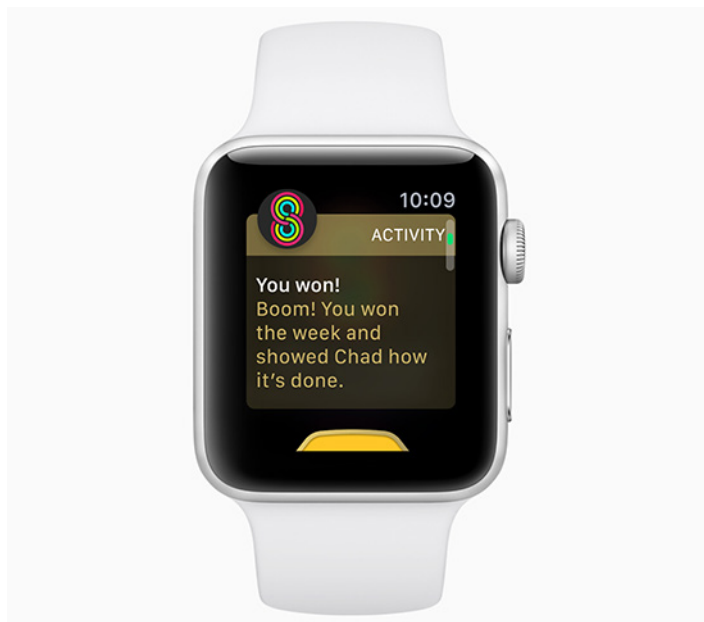 10:09
ACTIVITY
You won!
Boom! You won
the week and
showed Chad how
it's done.